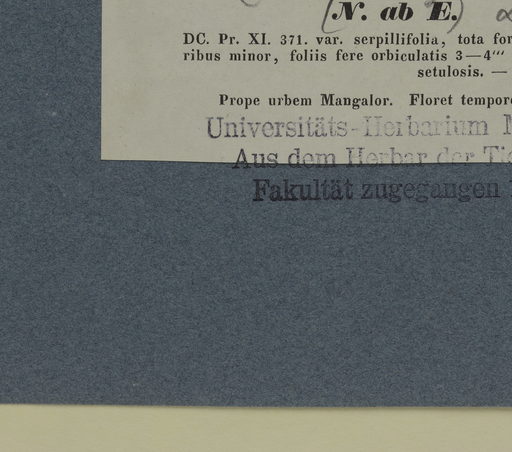 (N. ab E.)
DC. Pr. XI. 371. var. serpillifolia, tota for
ribus minor, foliis fere orbiculatis 3—4‴
setulosis. —
Prope urbem Mangalor. Floret tempor
Universitäts-Herbarium
Aus dem Herbar der Ti
Fakultät zugegangen